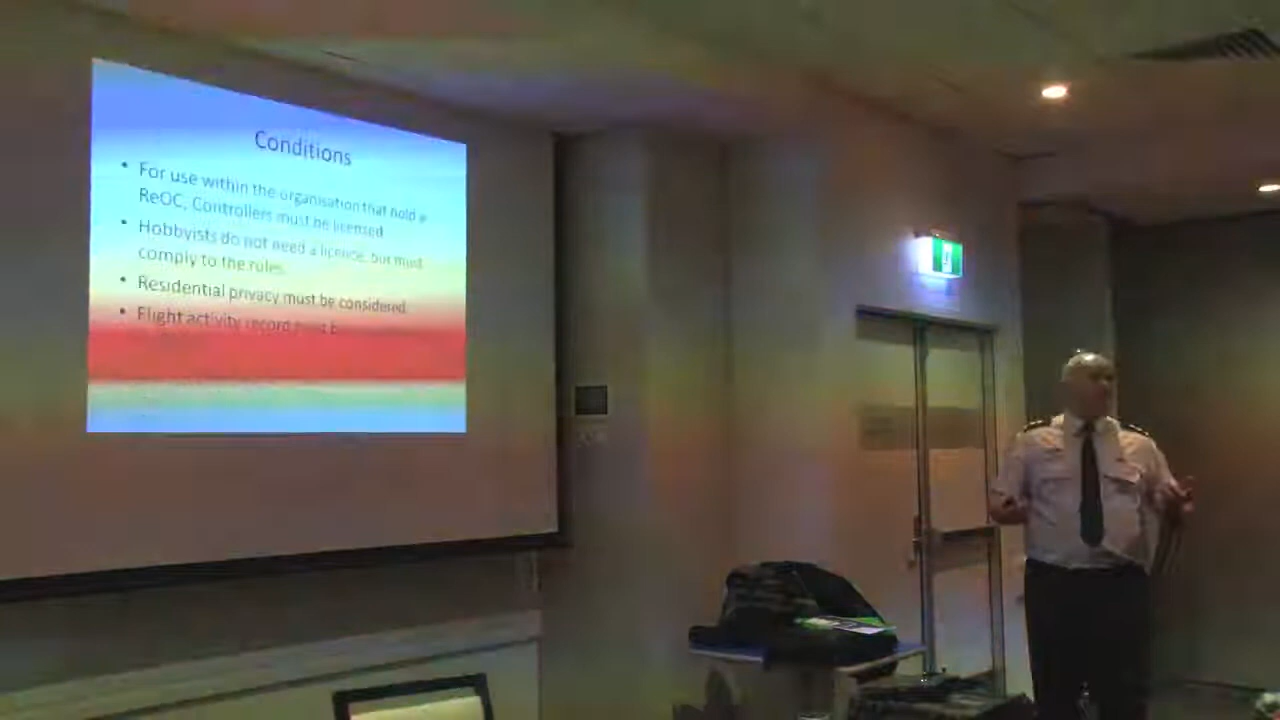 Conditions
• For use within the organisation that hold a
ReOC, Controllers must be licensed
• Hobbyists do not need a licence, but must
comply to the rules.
• Residential privacy must be considered.
• Flight activity record